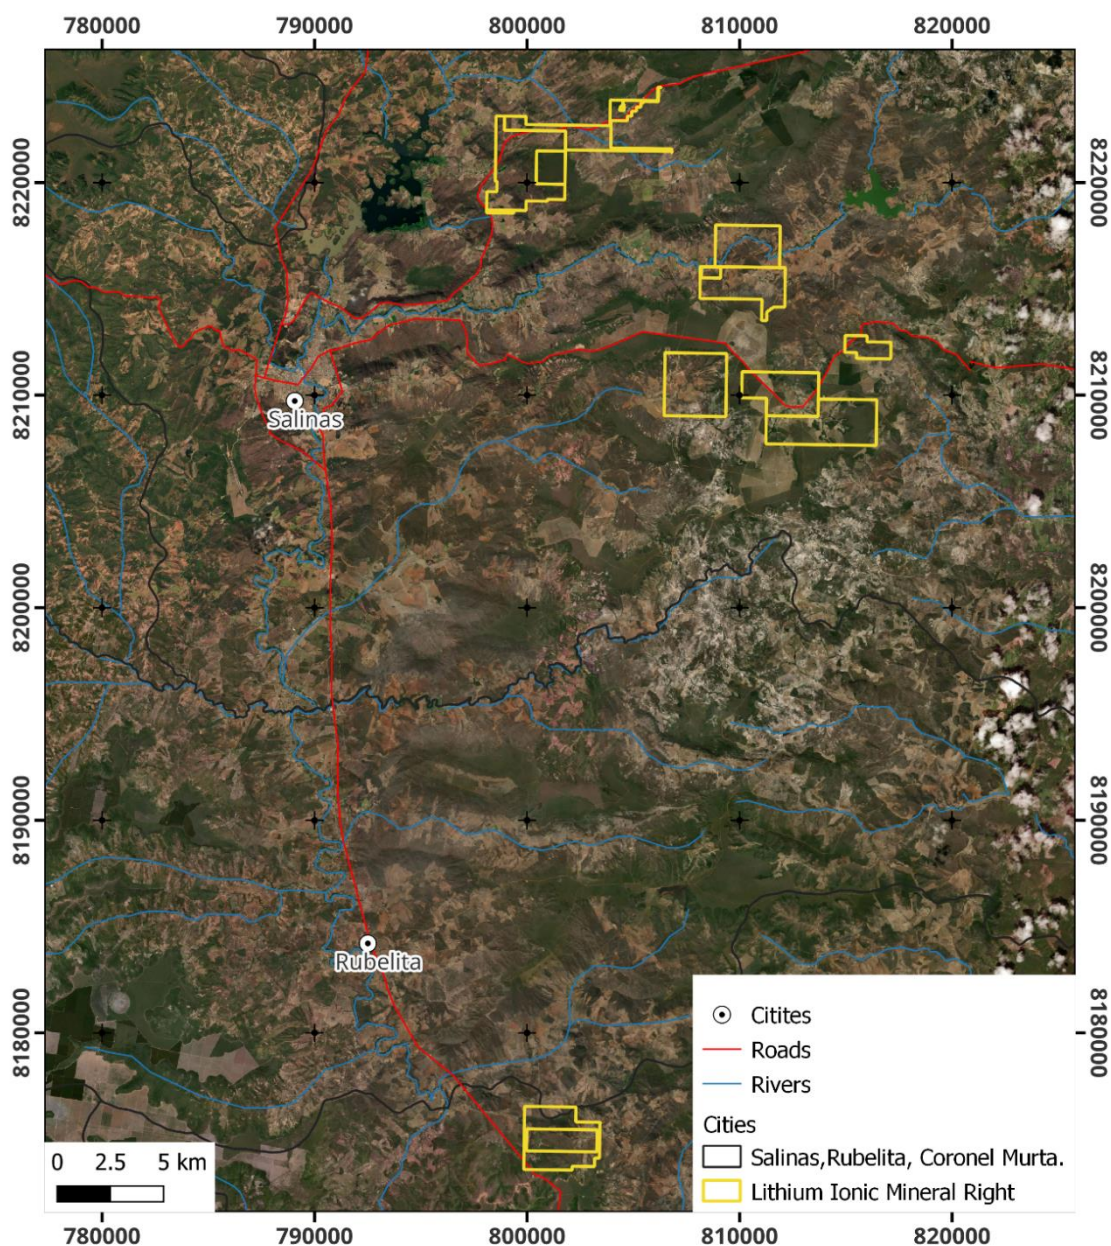 780000 790000 800000 810000 820000
8220000 8220000
8210000 8210000
Salinas
8200000 8200000
8190000 8190000
Rubelita
8180000 8180000
Citites
Roads
Rivers
Cities
Salinas,Rubelita, Coronel Murta.
Lithium Ionic Mineral Right
0 2.5 5 km
780000 790000 800000 810000 820000